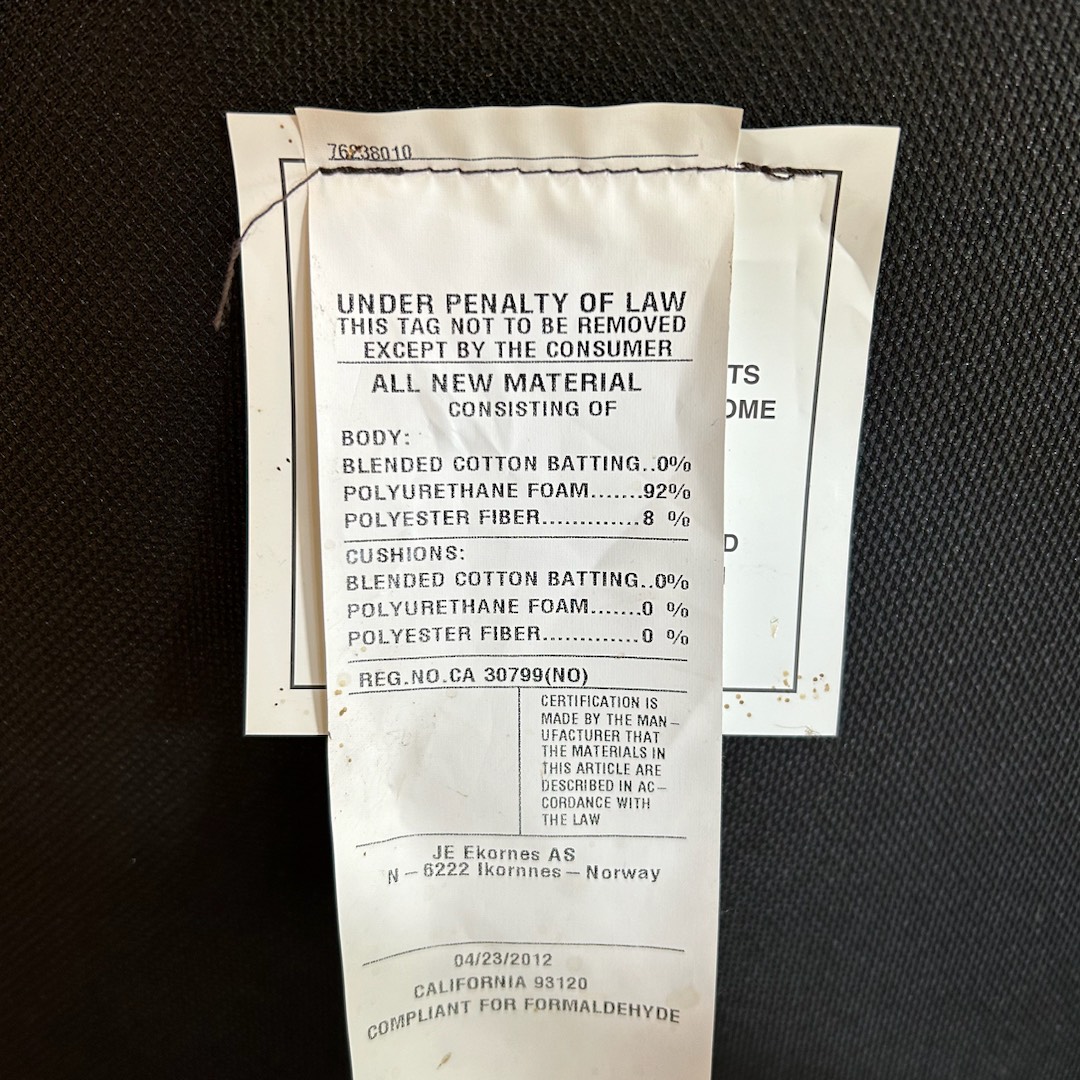 76238010
UNDER PENALTY OF LAW
THIS TAG NOT TO BE REMOVED
EXCEPT BY THE CONSUMER
ALL NEW MATERIAL
CONSISTING OF
BODY:
BLENDED COTTON BATTING..0%
POLYURETHANE FOAM.......92%
POLYESTER FIBER.............8 %
CUSHIONS:
BLENDED COTTON BATTING..0%
POLYURETHANE FOAM.......0 %
POLYESTER FIBER.............0 %
REG.NO.CA 30799(NO)
CERTIFICATION IS
MADE BY THE MAN–
UFACTURER THAT
THE MATERIALS IN
THIS ARTICLE ARE
DESCRIBED IN AC–
CORDANCE WITH
THE LAW
JE Ekornes AS
N – 6222 Ikornnes – Norway
04/23/2012
CALIFORNIA 93120
COMPLIANT FOR FORMALDEHYDE
TS
OME
D